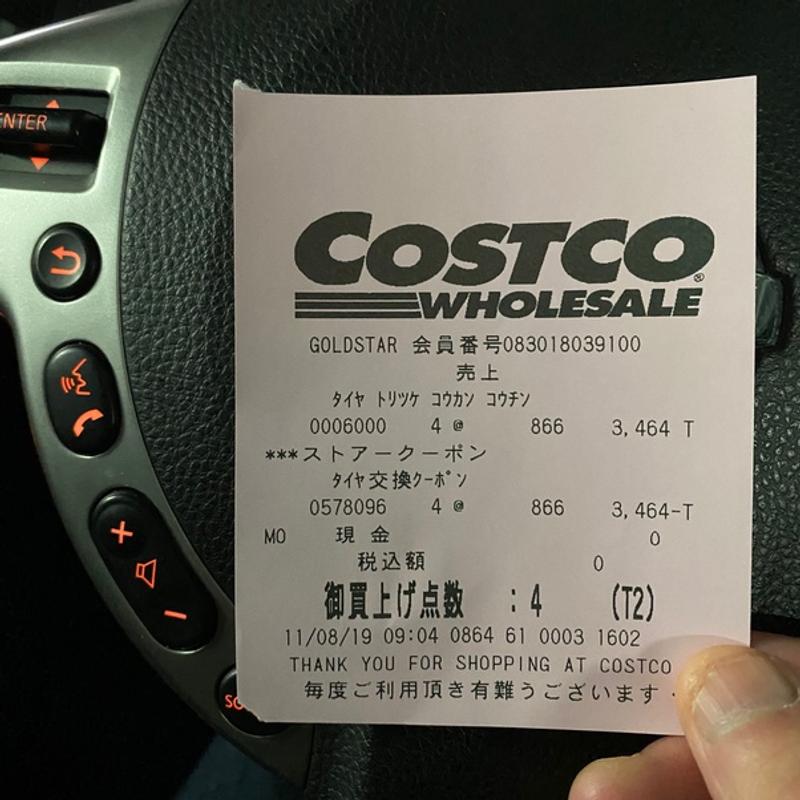 ENTER
COSTCO®
WHOLESALE
GOLDSTAR 会員番号083018039100
売上
タイヤ トリツケ コウカン コウチン
0006000 4 @ 866 3,464 T
***ストアークーポン
タイヤ交換クーポン
0578096 4 @ 866 3,464-T
MO 現金 0
税込額 0
御買上げ点数 :4 (T2)
11/08/19 09:04 0864 61 0003 1602
THANK YOU FOR SHOPPING AT COSTCO
毎度ご利用頂き有難うございます